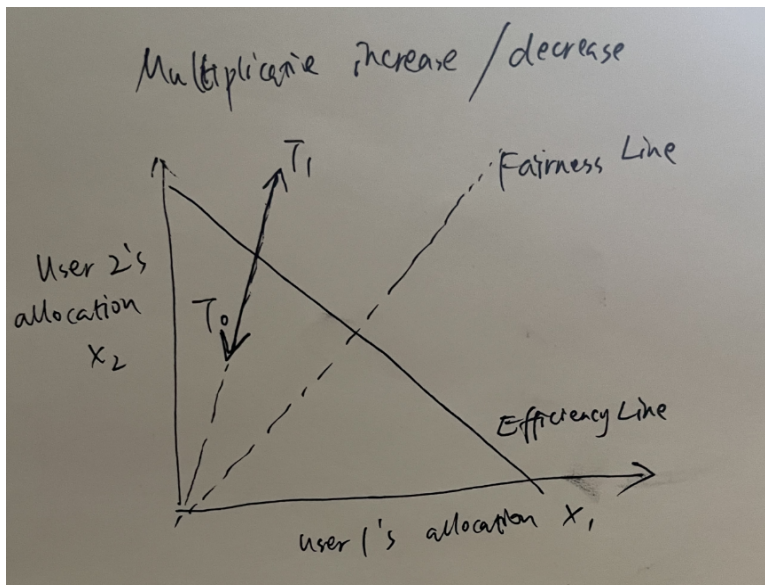 Multiplicative increase / decrease
T₁
Fairness Line
User 2's
allocation
x₂
T₀
Efficiency Line
User 1's allocation x₁